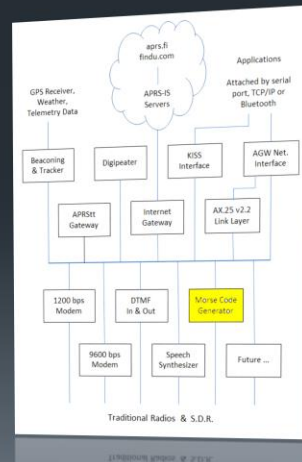 aprs.fi
findu.com
APRS-IS
Servers
GPS Receiver,
Weather,
Telemetry Data
Applications
Attached by serial
port, TCP/IP or
Bluetooth
Beaconing
& Tracker
Digipeater
KISS
Interface
AGW Net.
Interface
APRStt
Gateway
Internet
Gateway
AX.25 v2.2
Link Layer
1200 bps
Modem
DTMF
In & Out
Morse Code
Generator
9600 bps
Modem
Speech
Synthesizer
Future ...
Traditional Radios & S.D.R.